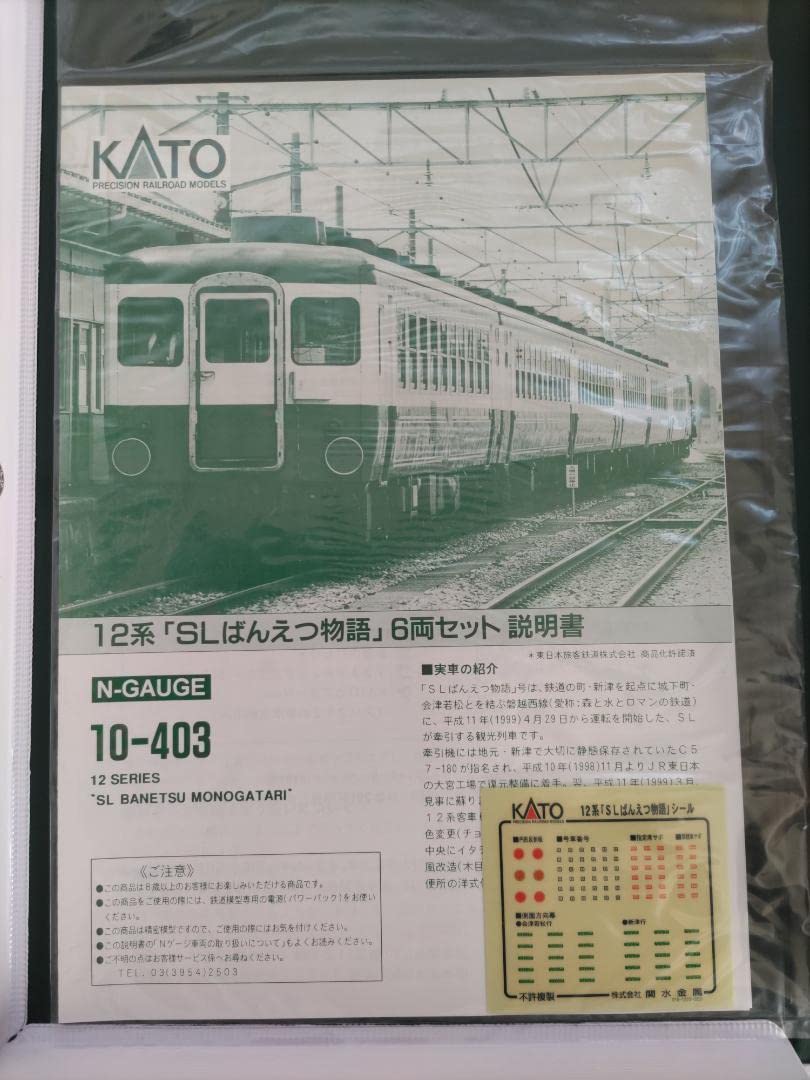 KATO
PRECISION RAILROAD MODELS
12系「SLばんえつ物語」6両セット 説明書
＊東日本旅客鉄道株式会社 商品化許諾済
N-GAUGE
10-403
12 SERIES
"SL BANETSU MONOGATARI"
《ご注意》
●この商品は8歳以上のお客様にお楽しみいただける商品です。
●この商品をご使用の際には、鉄道模型専用の電源(パワーパック)をお使い
ください。
●この商品は精密模型ですので、ご使用の際にはお気を付けください。
●この説明書の「Nゲージ車両の取り扱いについて」もよくお読みください。
●ご不明の点はお客様サービス係へお尋ねください。
TEL.03(3954)2503
■実車の紹介
「SLばんえつ物語」号は、鉄道の町・新津を起点に城下町・
会津若松とを結ぶ磐越西線(愛称:森と水とロマンの鉄道)
に、平成11年(1999)4月29日から運転を開始した、SL
が牽引する観光列車です。
牽引機には地元・新津で大切に静態保存されていたC5
7-180が指名され、平成10年(1998)11月よりJR東日本
の大宮工場で復元整備に着手。翌、平成11年(1999)3月、
見事に蘇り
12系客車
色変更(チョ
中央にイタ
風改造(木目
便所の洋式
KATO
PRECISION RAILROAD MODELS
12系「SLばんえつ物語」シール
■号車番号
■側面方向幕
●会津若松行
●新津行
不許複製
株式会社 関水金属